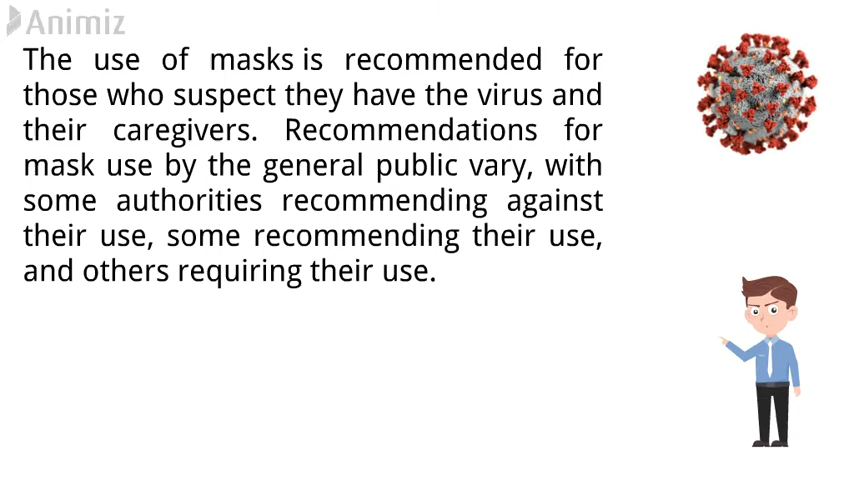 Animiz
The use of masks is recommended for
those who suspect they have the virus and
their caregivers. Recommendations for
mask use by the general public vary, with
some authorities recommending against
their use, some recommending their use,
and others requiring their use.